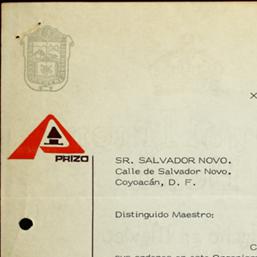 PRIZO
SR. SALVADOR NOVO.
Calle de Salvador Novo.
Coyoacán, D. F.
Distinguido Maestro: